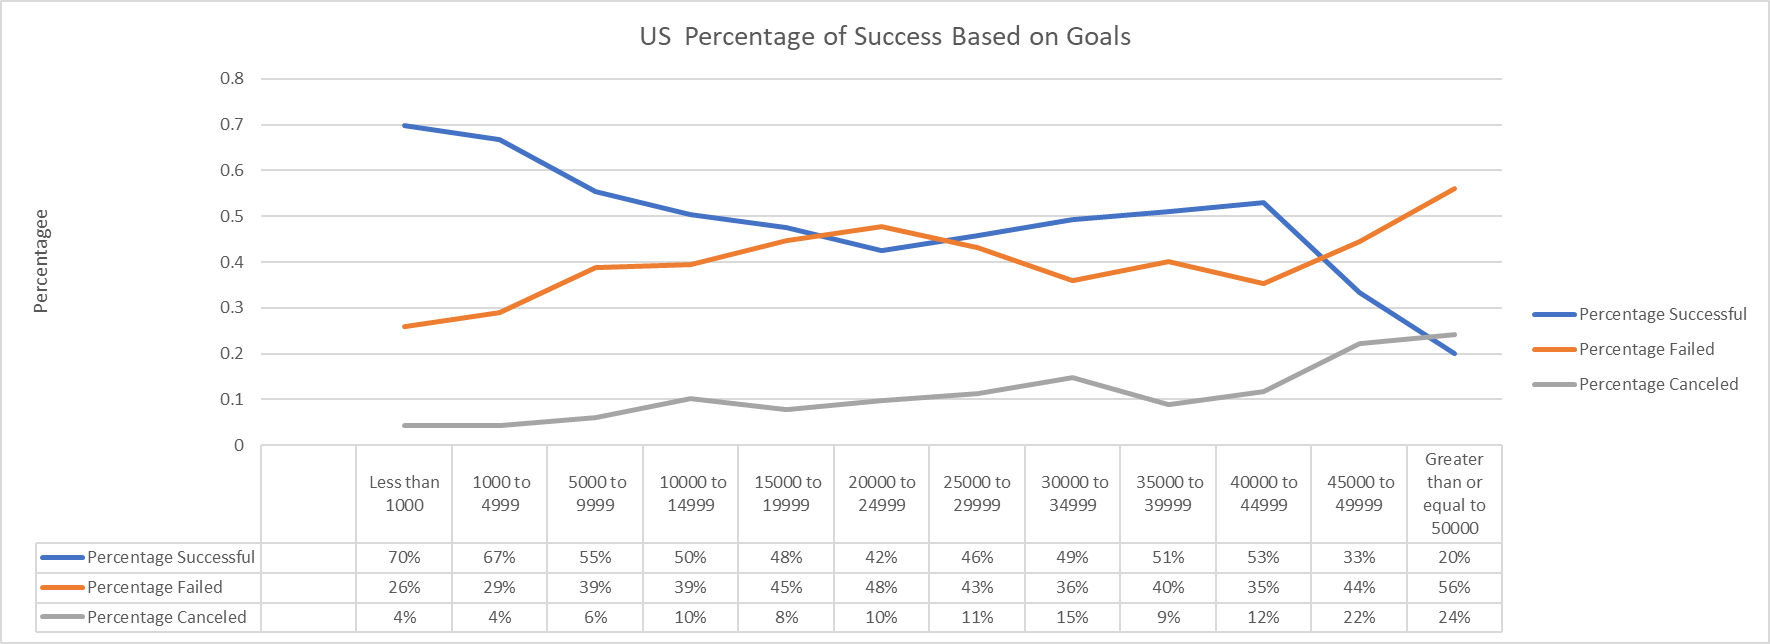 US  Percentage of Success Based on Goals
Percentagee
0.8
0.7
0.6
0.5
0.4
0.3
0.2
0.1
0
Percentage Successful
Percentage Failed
Percentage Canceled
Less than 1000
1000 to 4999
5000 to 9999
10000 to 14999
15000 to 19999
20000 to 24999
25000 to 29999
30000 to 34999
35000 to 39999
40000 to 44999
45000 to 49999
Greater than or equal to 50000
Percentage Successful 70% 67% 55% 50% 48% 42% 46% 49% 51% 53% 33% 20%
Percentage Failed 26% 29% 39% 39% 45% 48% 43% 36% 40% 35% 44% 56%
Percentage Canceled 4% 4% 6% 10% 8% 10% 11% 15% 9% 12% 22% 24%